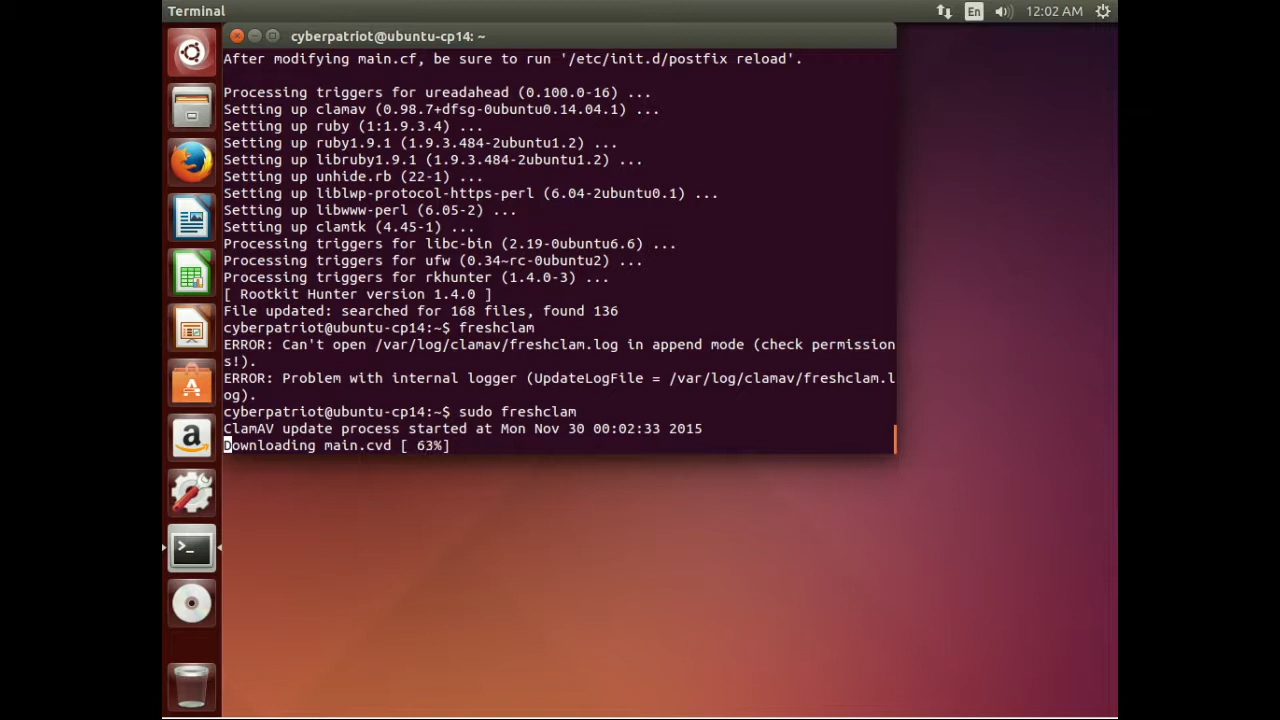 Terminal
En
12:02 AM
cyberpatriot@ubuntu-cp14: ~
After modifying main.cf, be sure to run '/etc/init.d/postfix reload'.
Processing triggers for ureadahead (0.100.0-16) ...
Setting up clamav (0.98.7+dfsg-0ubuntu0.14.04.1) ...
Setting up ruby (1:1.9.3.4) ...
Setting up ruby1.9.1 (1.9.3.484-2ubuntu1.2) ...
Setting up libruby1.9.1 (1.9.3.484-2ubuntu1.2) ...
Setting up unhide.rb (22-1) ...
Setting up liblwp-protocol-https-perl (6.04-2ubuntu0.1) ...
Setting up libwww-perl (6.05-2) ...
Setting up clamtk (4.45-1) ...
Processing triggers for libc-bin (2.19-0ubuntu6.6) ...
Processing triggers for ufw (0.34~rc-0ubuntu2) ...
Processing triggers for rkhunter (1.4.0-3) ...
[ Rootkit Hunter version 1.4.0 ]
File updated: searched for 168 files, found 136
cyberpatriot@ubuntu-cp14:~$ freshclam
ERROR: Can't open /var/log/clamav/freshclam.log in append mode (check permission
s!).
ERROR: Problem with internal logger (UpdateLogFile = /var/log/clamav/freshclam.l
og).
cyberpatriot@ubuntu-cp14:~$ sudo freshclam
ClamAV update process started at Mon Nov 30 00:02:33 2015
Downloading main.cvd [ 63%]